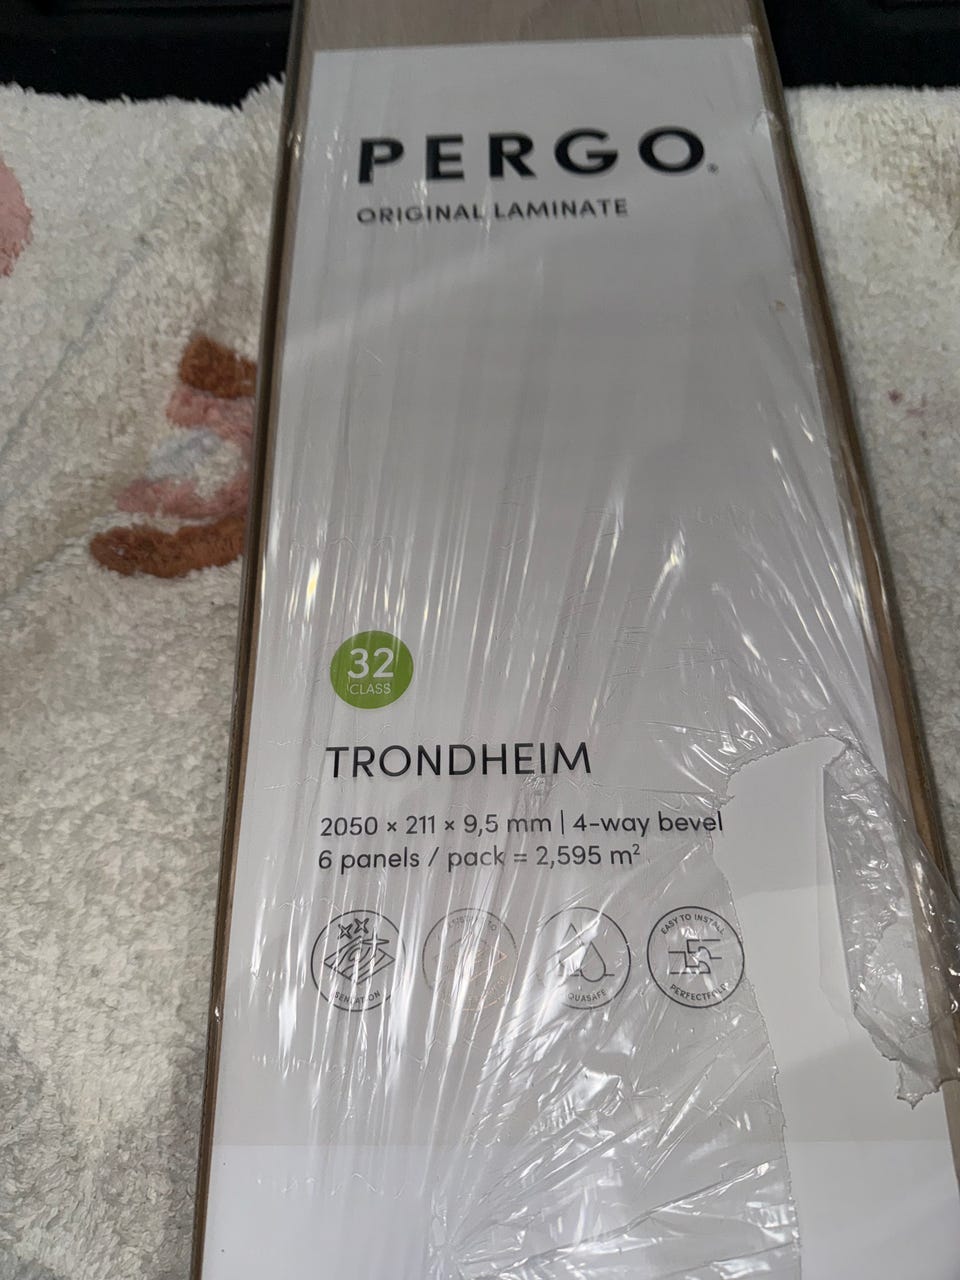 PERGO®
ORIGINAL LAMINATE
32
CLASS
TRONDHEIM
2050 × 211 × 9,5 mm | 4-way bevel
6 panels / pack = 2,595 m²
SENSATION
AQUASAFE
EASY TO INSTALL
PERFECTFOLD